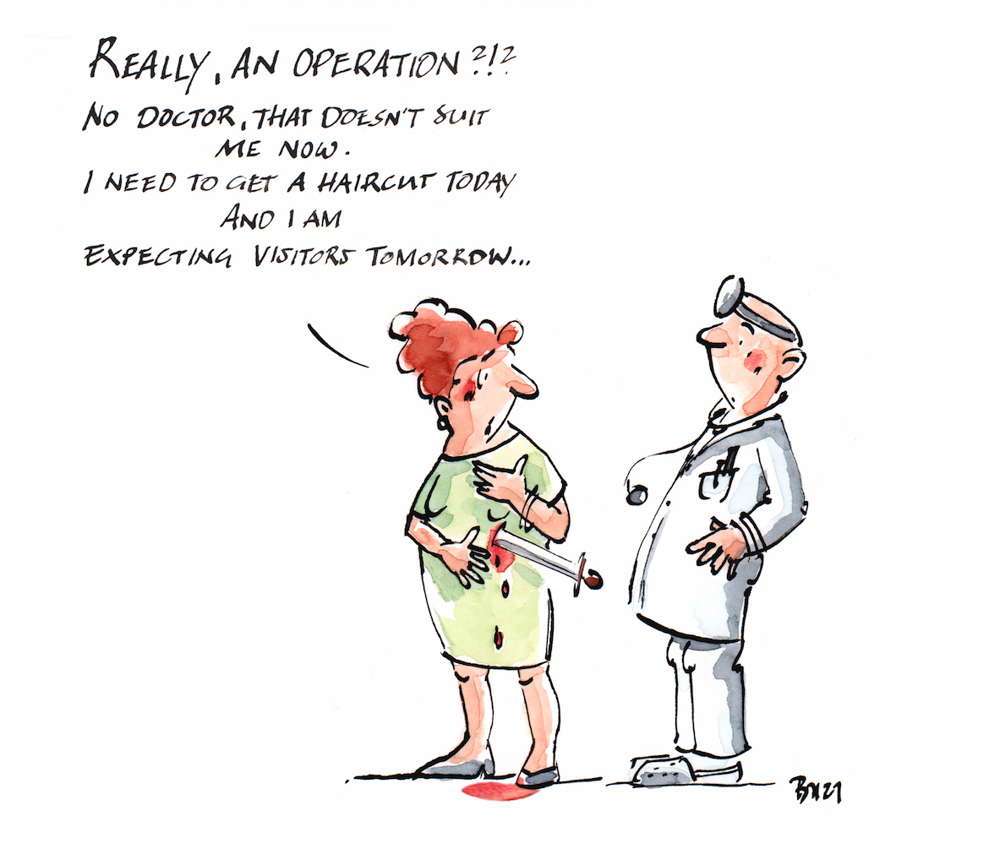 REALLY, AN OPERATION ?!?
NO DOCTOR, THAT DOESN'T SUIT
ME NOW.
I NEED TO GET A HAIRCUT TODAY
AND I AM
EXPECTING VISITORS TOMORROW...